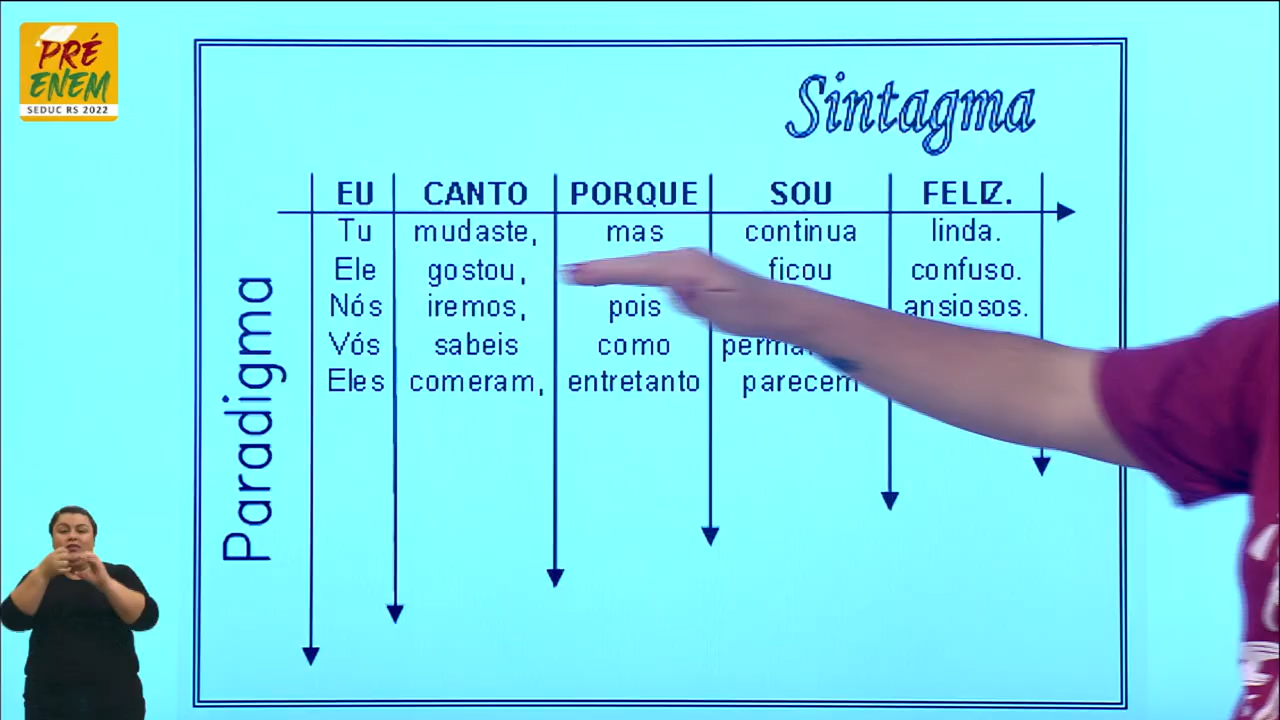 PRÉ
ENEM
SEDUC RS 2022
Sintagma
EU CANTO PORQUE SOU FELIZ.
Tu mudaste, mas continua linda.
Ele gostou, ficou confuso.
Nós iremos, pois ansiosos.
Vós sabeis como
Eles comeram, entretanto parecem
Paradigma